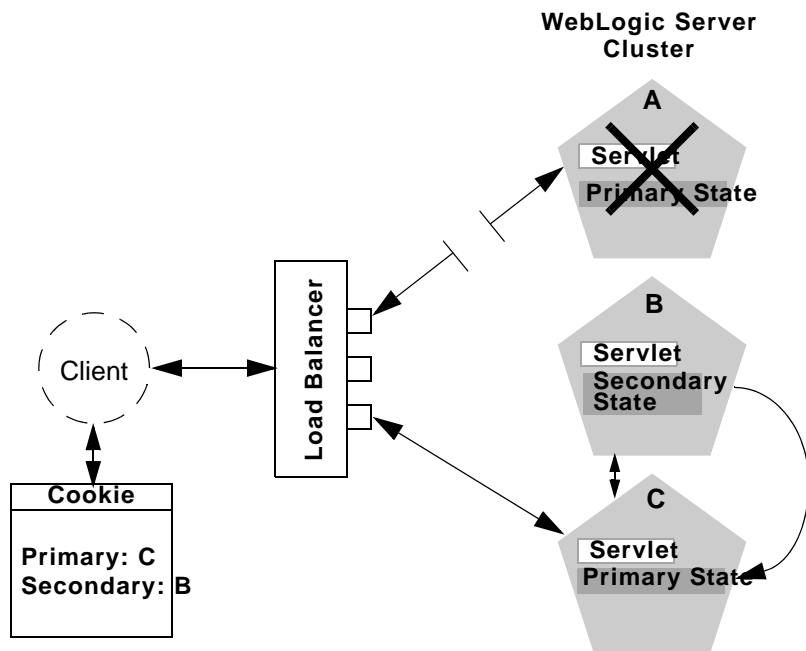 WebLogic Server
Cluster
A
Servlet
Primary State
B
Servlet
Secondary
State
C
Servlet
Primary State
Load Balancer
Client
Cookie
Primary: C
Secondary: B